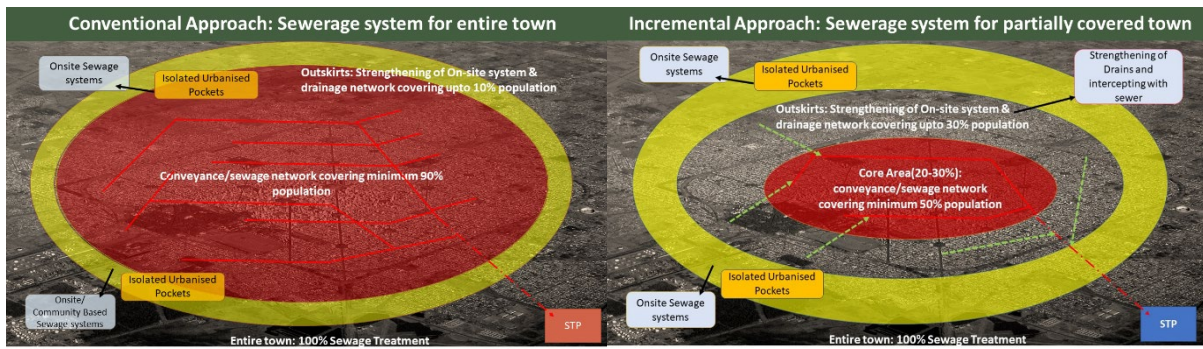 Conventional Approach: Sewerage system for entire town
Onsite Sewage
systems
Isolated Urbanised
Pockets
Outskirts: Strengthening of On-site system &
drainage network covering upto 10% population
Conveyance/sewage network covering minimum 90%
population
Isolated Urbanised
Pockets
Onsite/
Community Based
Sewage systems
STP
Entire town: 100% Sewage Treatment
Incremental Approach: Sewerage system for partially covered town
Onsite Sewage
systems
Isolated Urbanised
Pockets
Strengthening of
Drains and
intercepting with
sewer
Outskirts: Strengthening of On-site system &
drainage network covering upto 30% population
Core Area(20-30%):
conveyance/sewage network
covering minimum 50% population
Isolated Urbanised
Pockets
Onsite Sewage
systems
STP
Entire town: 100% Sewage Treatment